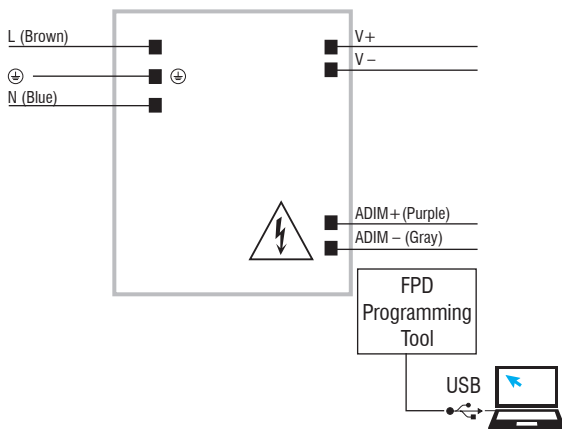 L (Brown)
N (Blue)
V+
V –
ADIM+(Purple)
ADIM – (Gray)
FPD
Programming
Tool
USB